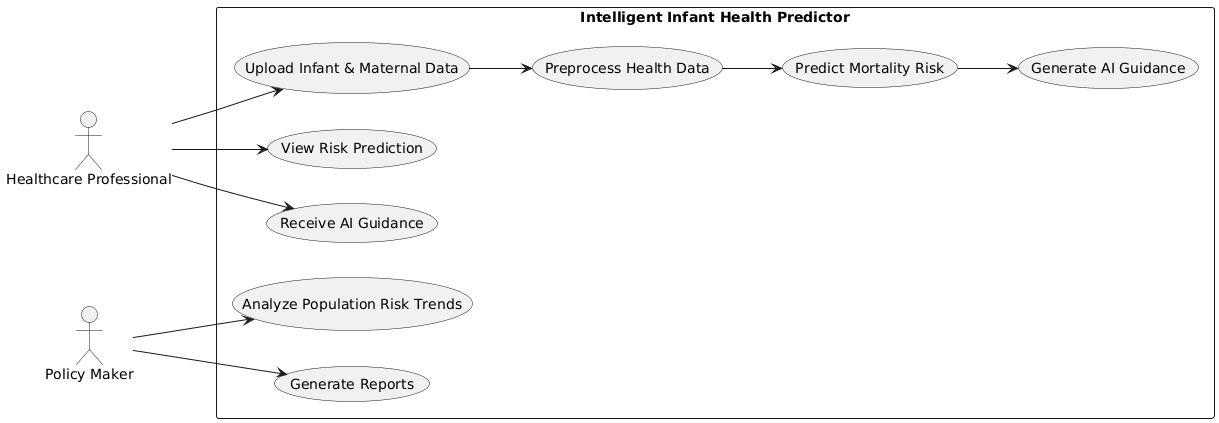 Intelligent Infant Health Predictor
Upload Infant & Maternal Data
Preprocess Health Data
Predict Mortality Risk
Generate AI Guidance
View Risk Prediction
Healthcare Professional
Receive AI Guidance
Analyze Population Risk Trends
Policy Maker
Generate Reports